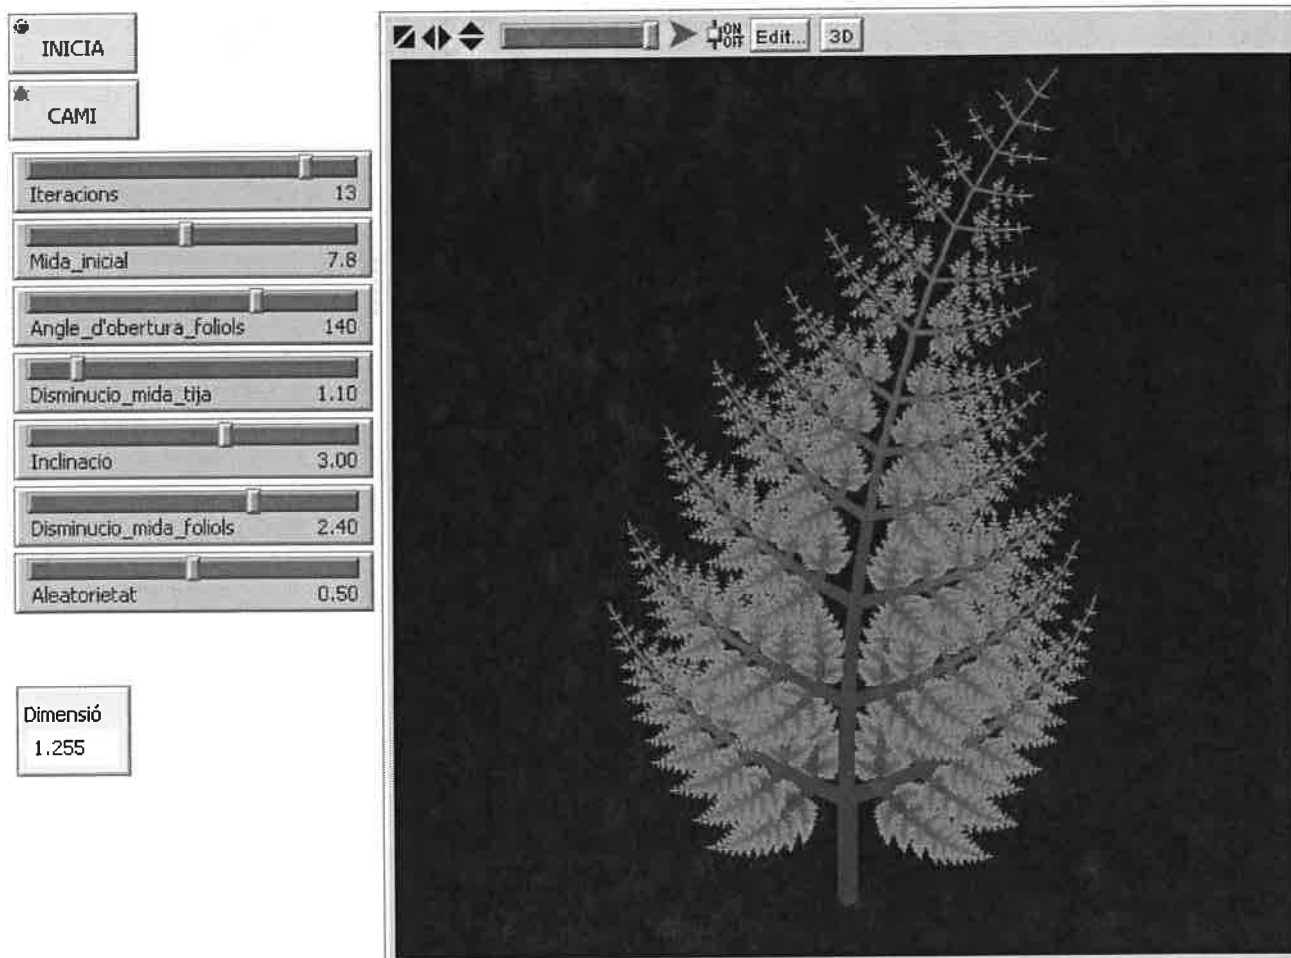 INICIA
CAMI
Iteracions 13
Mida_inicial 7.8
Angle_d'obertura_foliols 140
Disminucio_mida_tija 1.10
Inclinacio 3.00
Disminucio_mida_foliols 2.40
Aleatorietat 0.50
Dimensió
1.255
ON
OFF
Edit...
3D